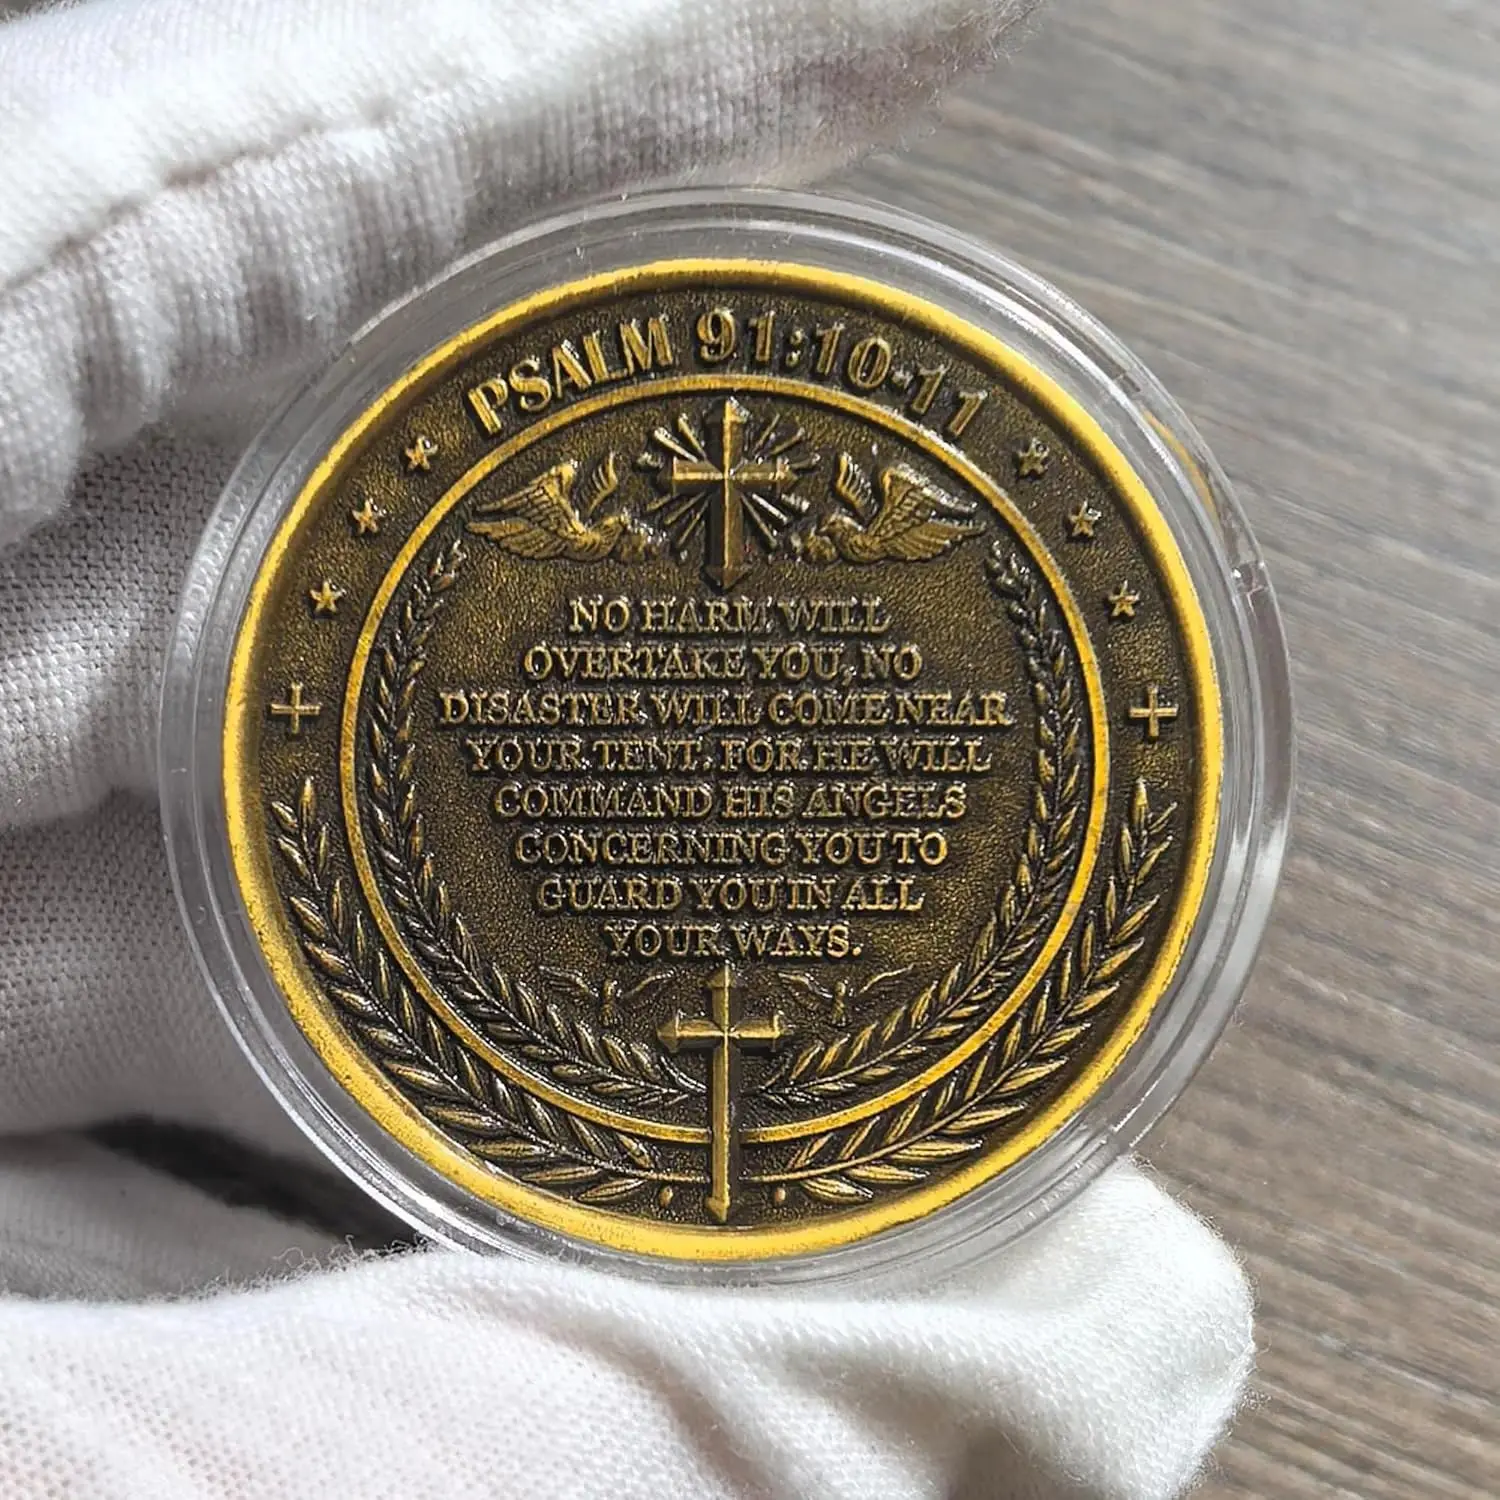 PSALM 91:10-11
NO HARM WILL
OVERTAKE YOU, NO
DISASTER WILL COME NEAR
YOUR TENT. FOR HE WILL
COMMAND HIS ANGELS
CONCERNING YOU TO
GUARD YOU IN ALL
YOUR WAYS.